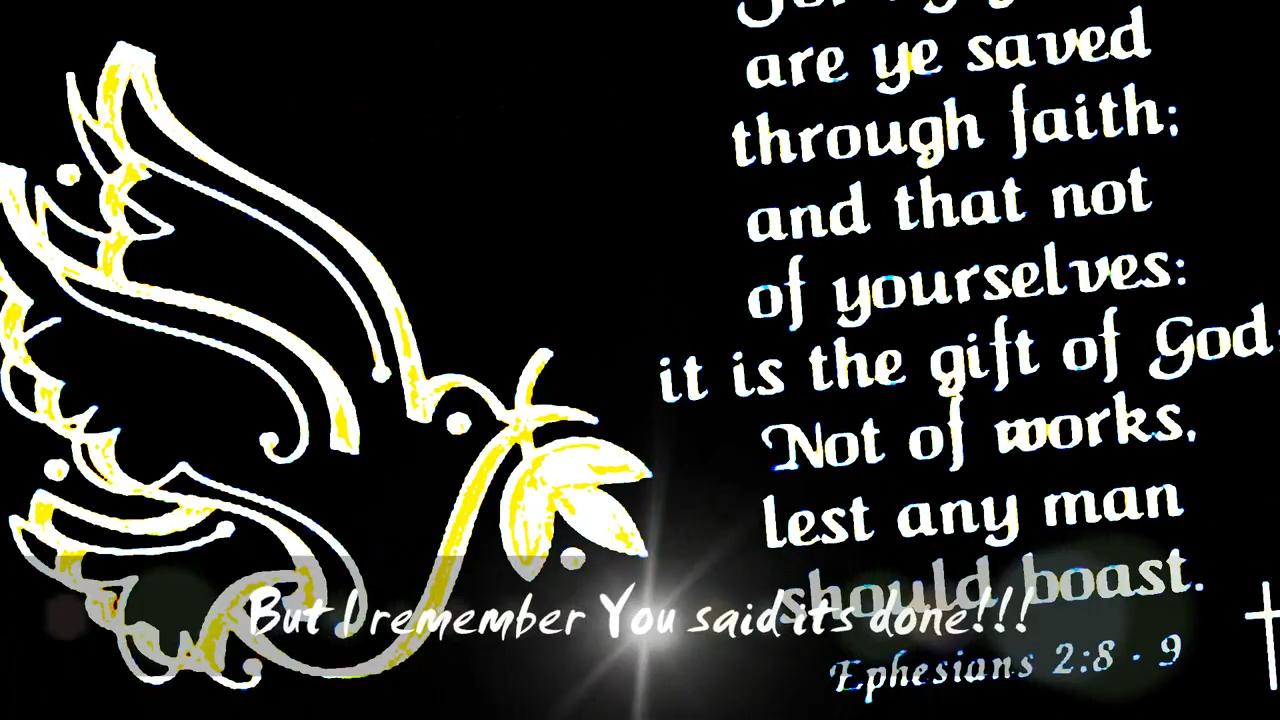 are ye saved
through faith;
and that not
of yourselves:
it is the gift of God:
Not of works,
lest any man
should boast.
Ephesians 2:8 - 9
But I remember You said its done!!!